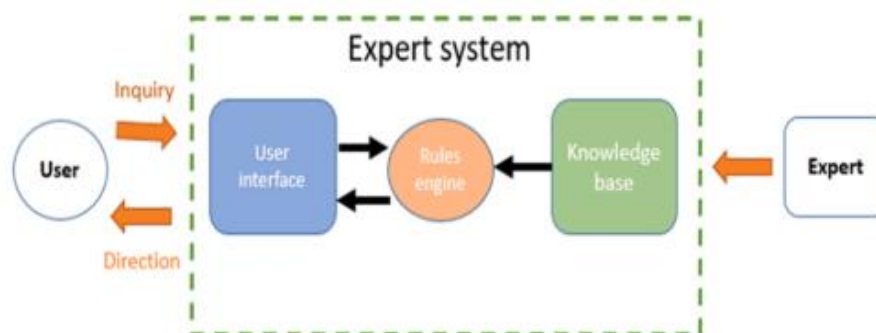 Expert system
Inquiry
User
Direction
User
interface
Rules
engine
Knowledge
base
Expert